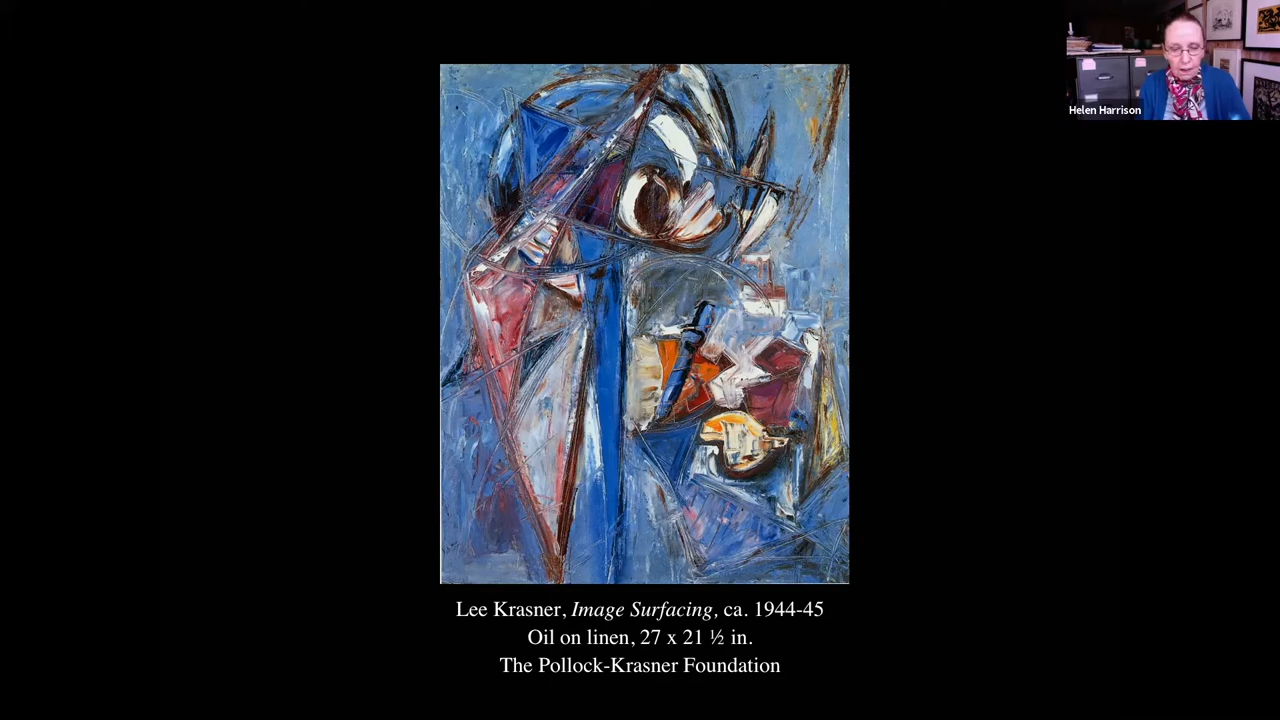 Helen Harrison
Lee Krasner, Image Surfacing, ca. 1944-45
Oil on linen, 27 x 21 ½ in.
The Pollock-Krasner Foundation